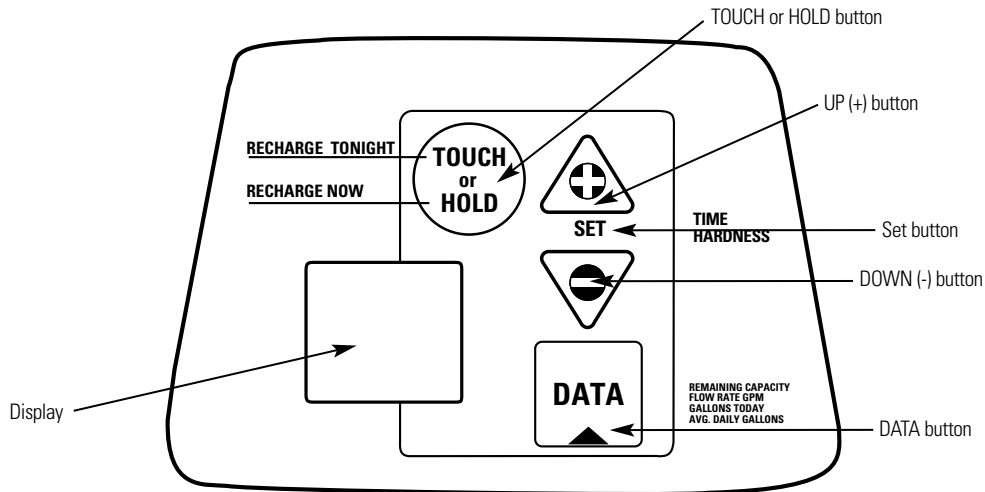 TOUCH or HOLD button
UP (+) button
RECHARGE TONIGHT
TOUCH
or
HOLD
RECHARGE NOW
SET
TIME
HARDNESS
Set button
DOWN (-) button
Display
DATA
REMAINING CAPACITY
FLOW RATE GPM
GALLONS TODAY
AVG. DAILY GALLONS
DATA button